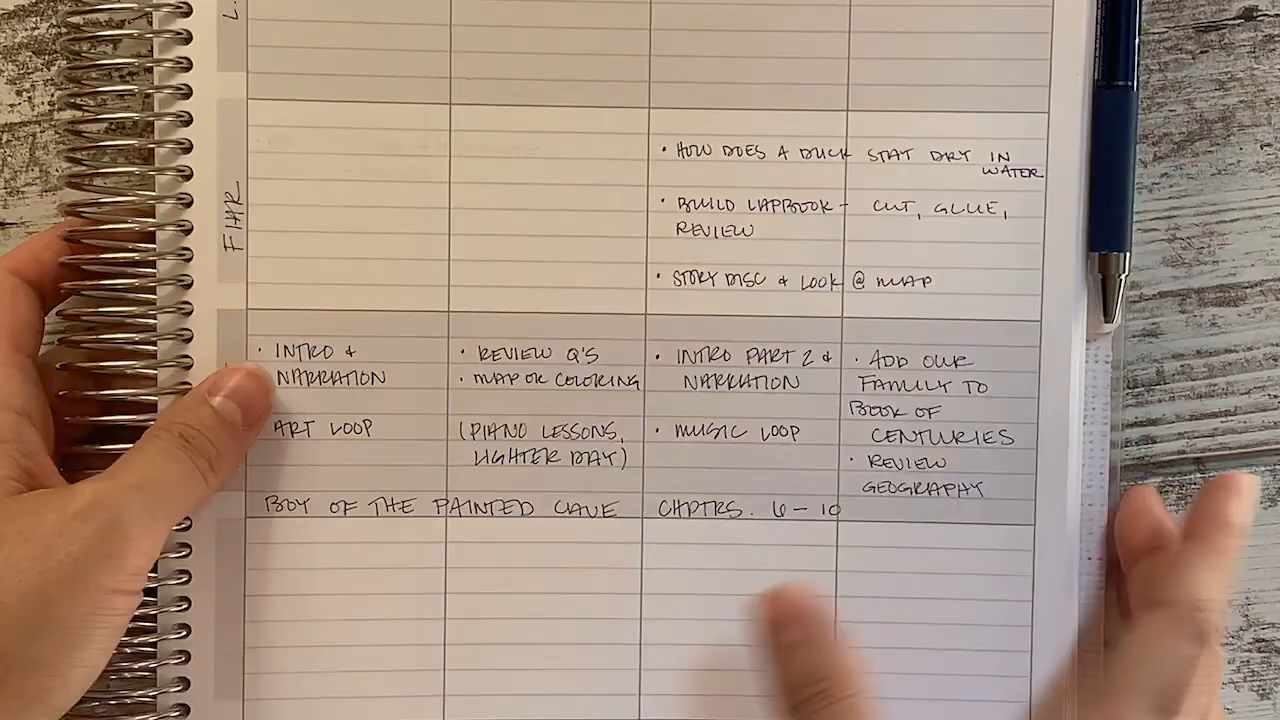 L.
FIHR
• HOW DOES A DUCK STAT DRY IN WATER
• BUILD LAPBOOK - CUT, GLUE,
REVIEW
• STORY DISC & LOOK @ MAP
• INTRO &
NARRATION
ART LOOP
• REVIEW Q'S
• MAP OR COLORING
(PIANO LESSONS,
LIGHTER DAY)
• INTRO PART 2 &
NARRATION
• MUSIC LOOP
• ADD OUR
FAMILY TO
BOOK OF
CENTURIES
• REVIEW
GEOGRAPHY
BOY OF THE PAINTED CAVE CHPTRS. 6-10